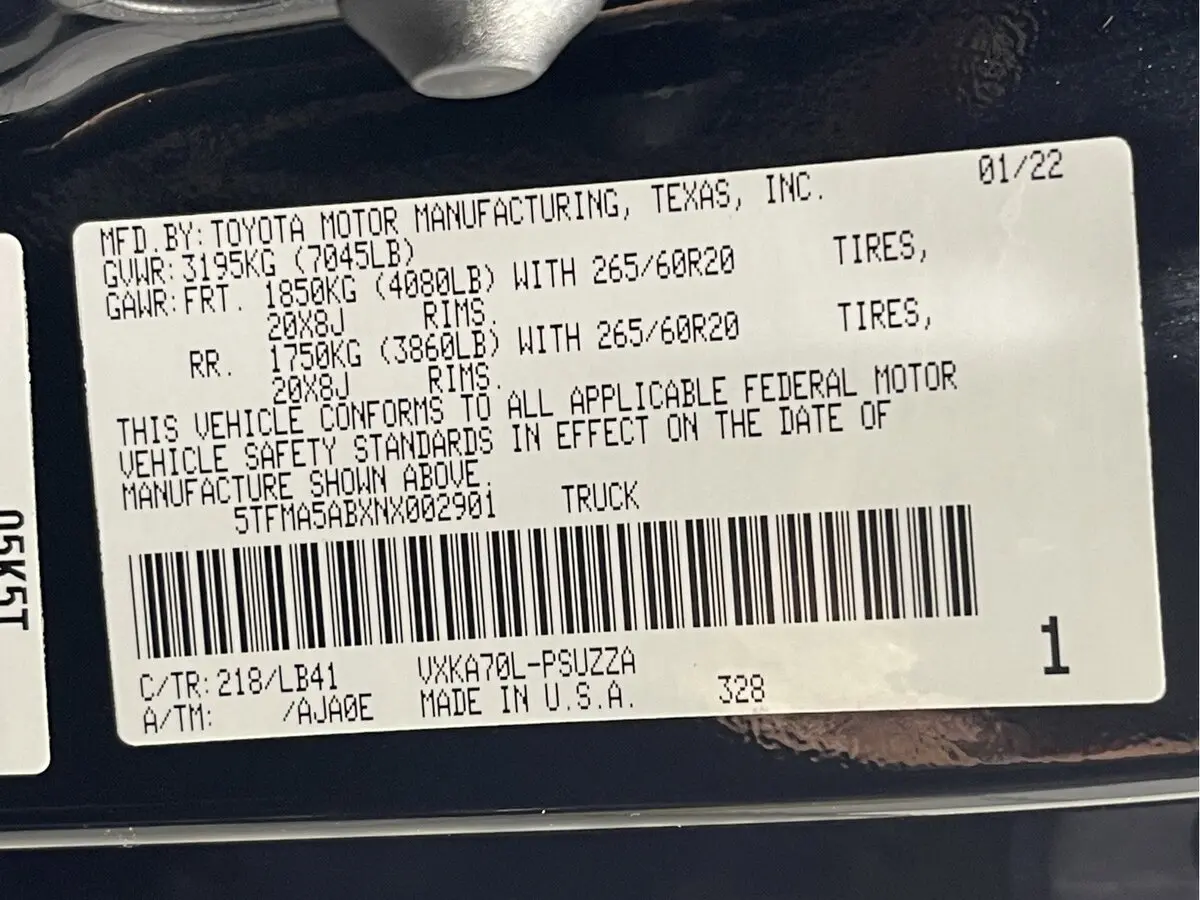 MFD.BY:TOYOTA MOTOR MANUFACTURING, TEXAS, INC. 01/22
GVWR:3195KG (7045LB)
GAWR:FRT. 1850KG (4080LB) WITH 265/60R20 TIRES,
20X8J RIMS.
RR. 1750KG (3860LB) WITH 265/60R20 TIRES,
20X8J RIMS.
THIS VEHICLE CONFORMS TO ALL APPLICABLE FEDERAL MOTOR
VEHICLE SAFETY STANDARDS IN EFFECT ON THE DATE OF
MANUFACTURE SHOWN ABOVE.
5TFMA5ABXNX002901 TRUCK
C/TR:218/LB41 VXKA70L-PSUZZA
A/TM: /AJA0E MADE IN U.S.A. 328
1
05K5T